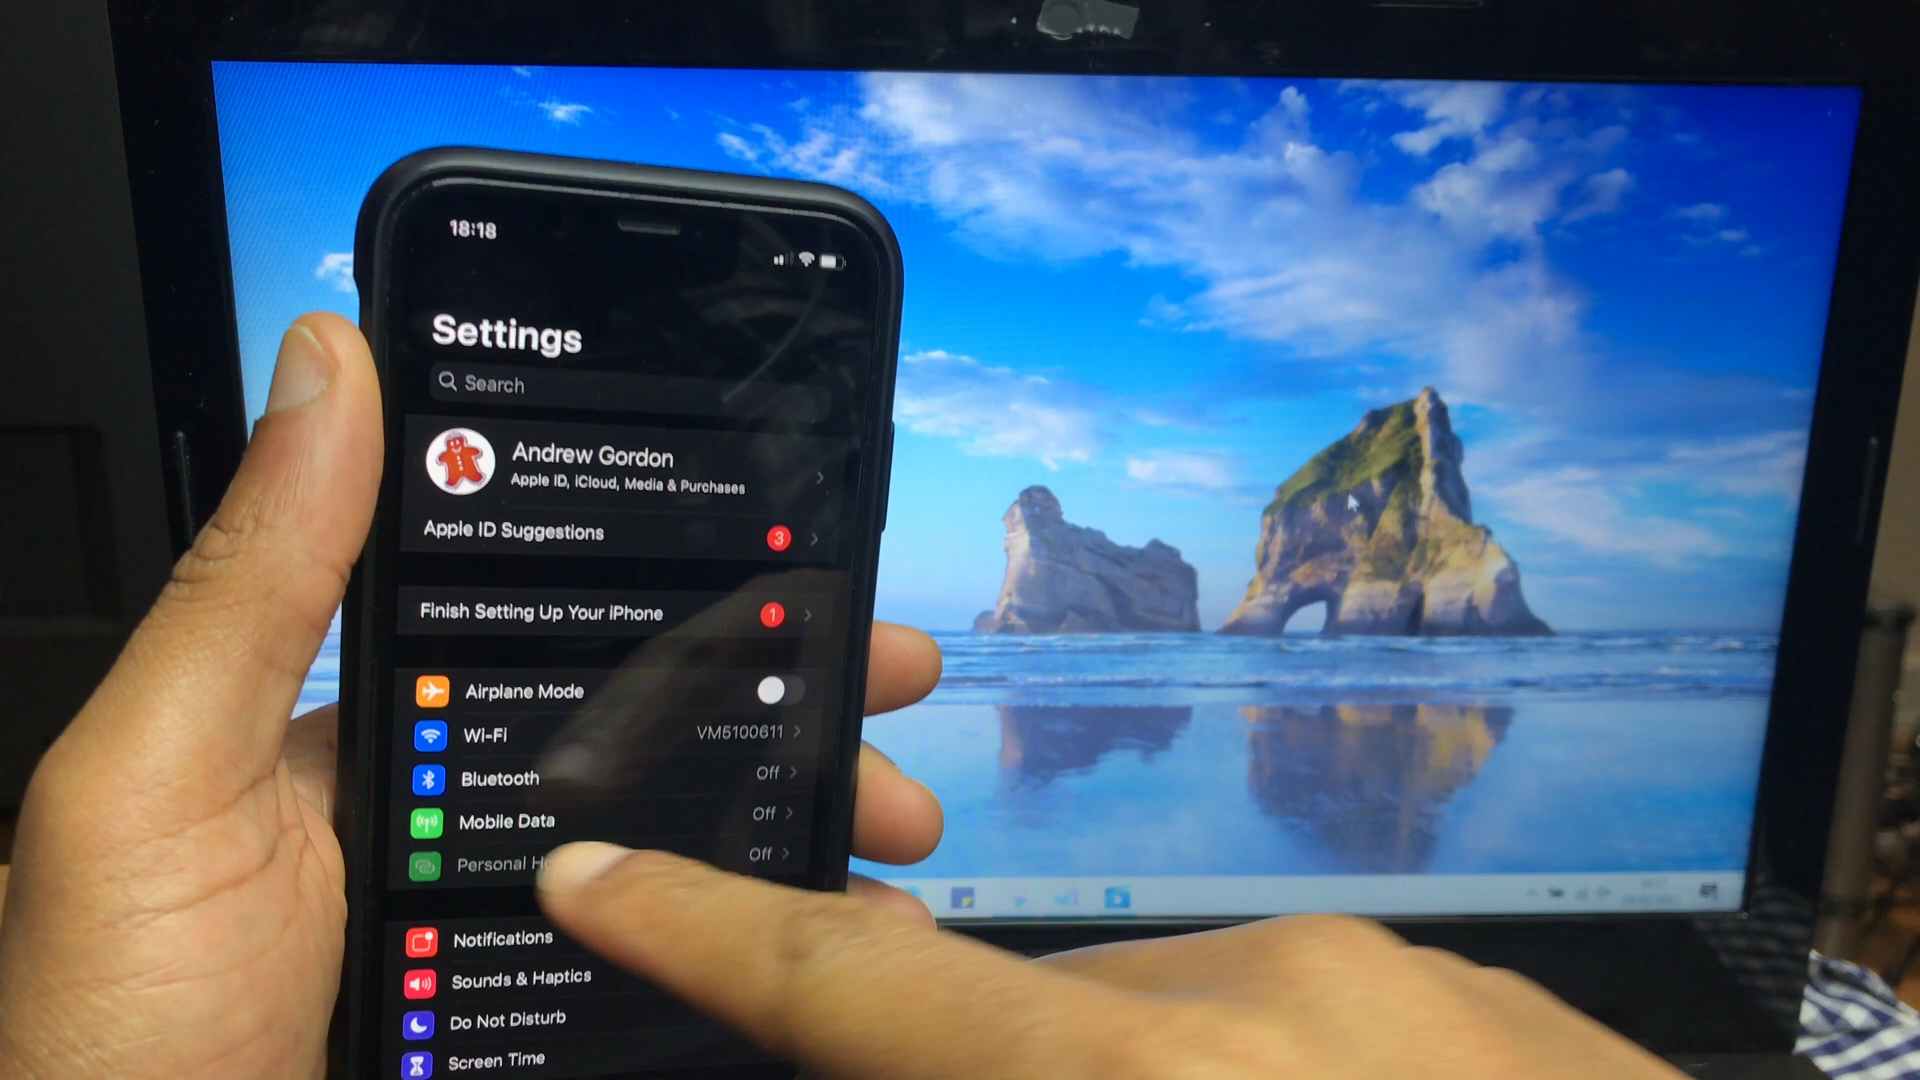 18:18
Settings
Search
Andrew Gordon
Apple ID, iCloud, Media & Purchases
Apple ID Suggestions 3
Finish Setting Up Your iPhone 1
Airplane Mode
Wi-Fi VM5100611
Bluetooth Off
Mobile Data Off
Personal Off
Notifications
Sounds & Haptics
Do Not Disturb
Screen Time